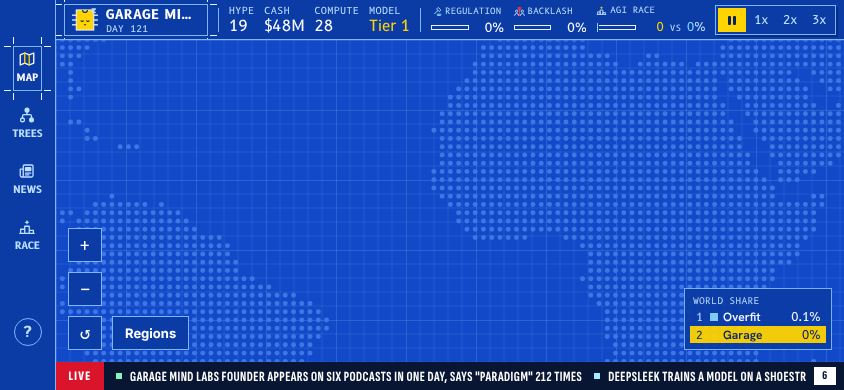 GARAGE MI...
DAY 121
HYPE
19
CASH
$48M
COMPUTE
28
MODEL
Tier 1
REGULATION
0%
BACKLASH
0%
AGI RACE
0 VS 0%
1x 2x 3x
MAP
TREES
NEWS
RACE
?
+
−
↺
Regions
WORLD SHARE
1 Overfit 0.1%
2 Garage 0%
LIVE
GARAGE MIND LABS FOUNDER APPEARS ON SIX PODCASTS IN ONE DAY, SAYS "PARADIGM" 212 TIMES
DEEPSLEEK TRAINS A MODEL ON A SHOESTR
6